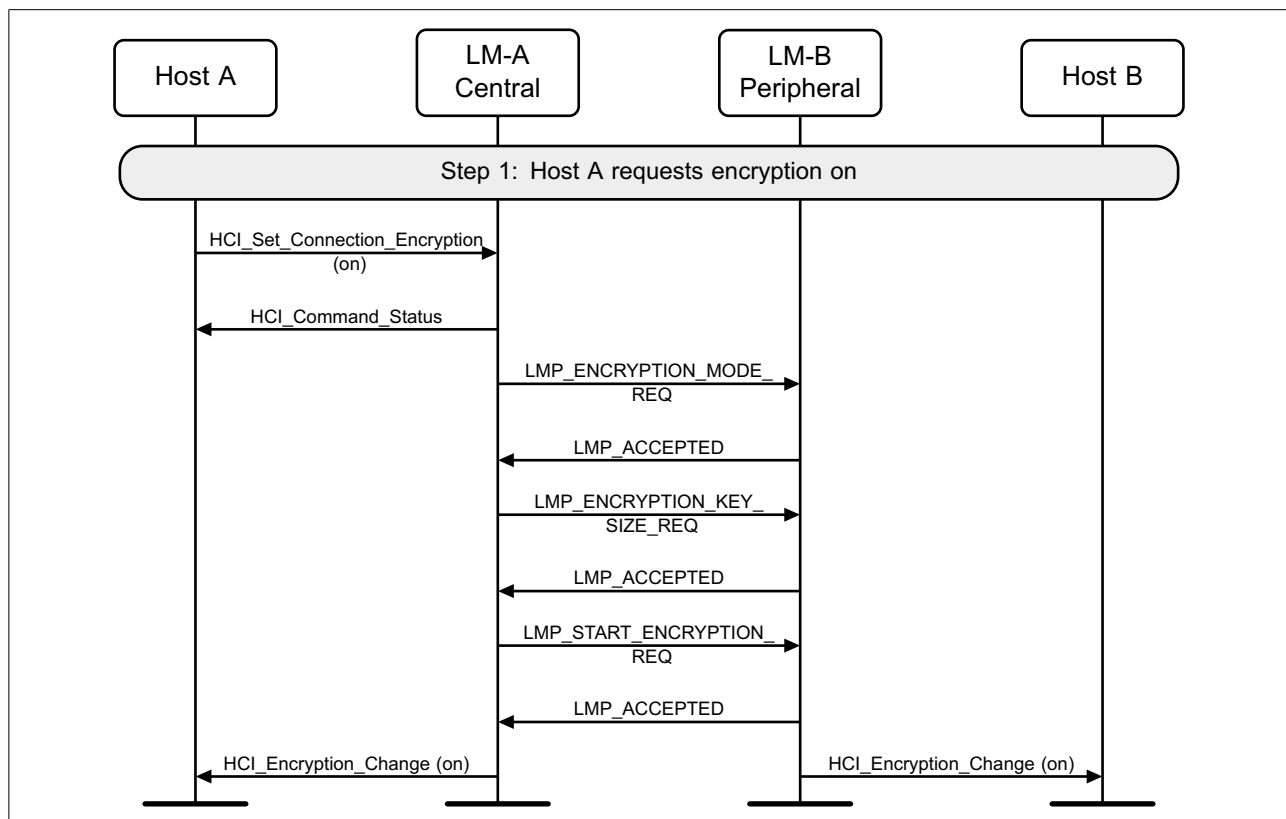 Host A
LM-A
Central
LM-B
Peripheral
Host B
Step 1: Host A requests encryption on
HCI_Set_Connection_Encryption
(on)
HCI_Command_Status
LMP_ENCRYPTION_MODE_
REQ
LMP_ACCEPTED
LMP_ENCRYPTION_KEY_
SIZE_REQ
LMP_ACCEPTED
LMP_START_ENCRYPTION_
REQ
LMP_ACCEPTED
HCI_Encryption_Change (on)
HCI_Encryption_Change (on)